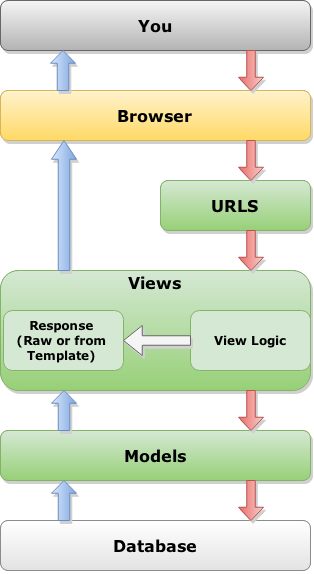 You
Browser
URLS
Views
Response
(Raw or from
Template)
View Logic
Models
Database